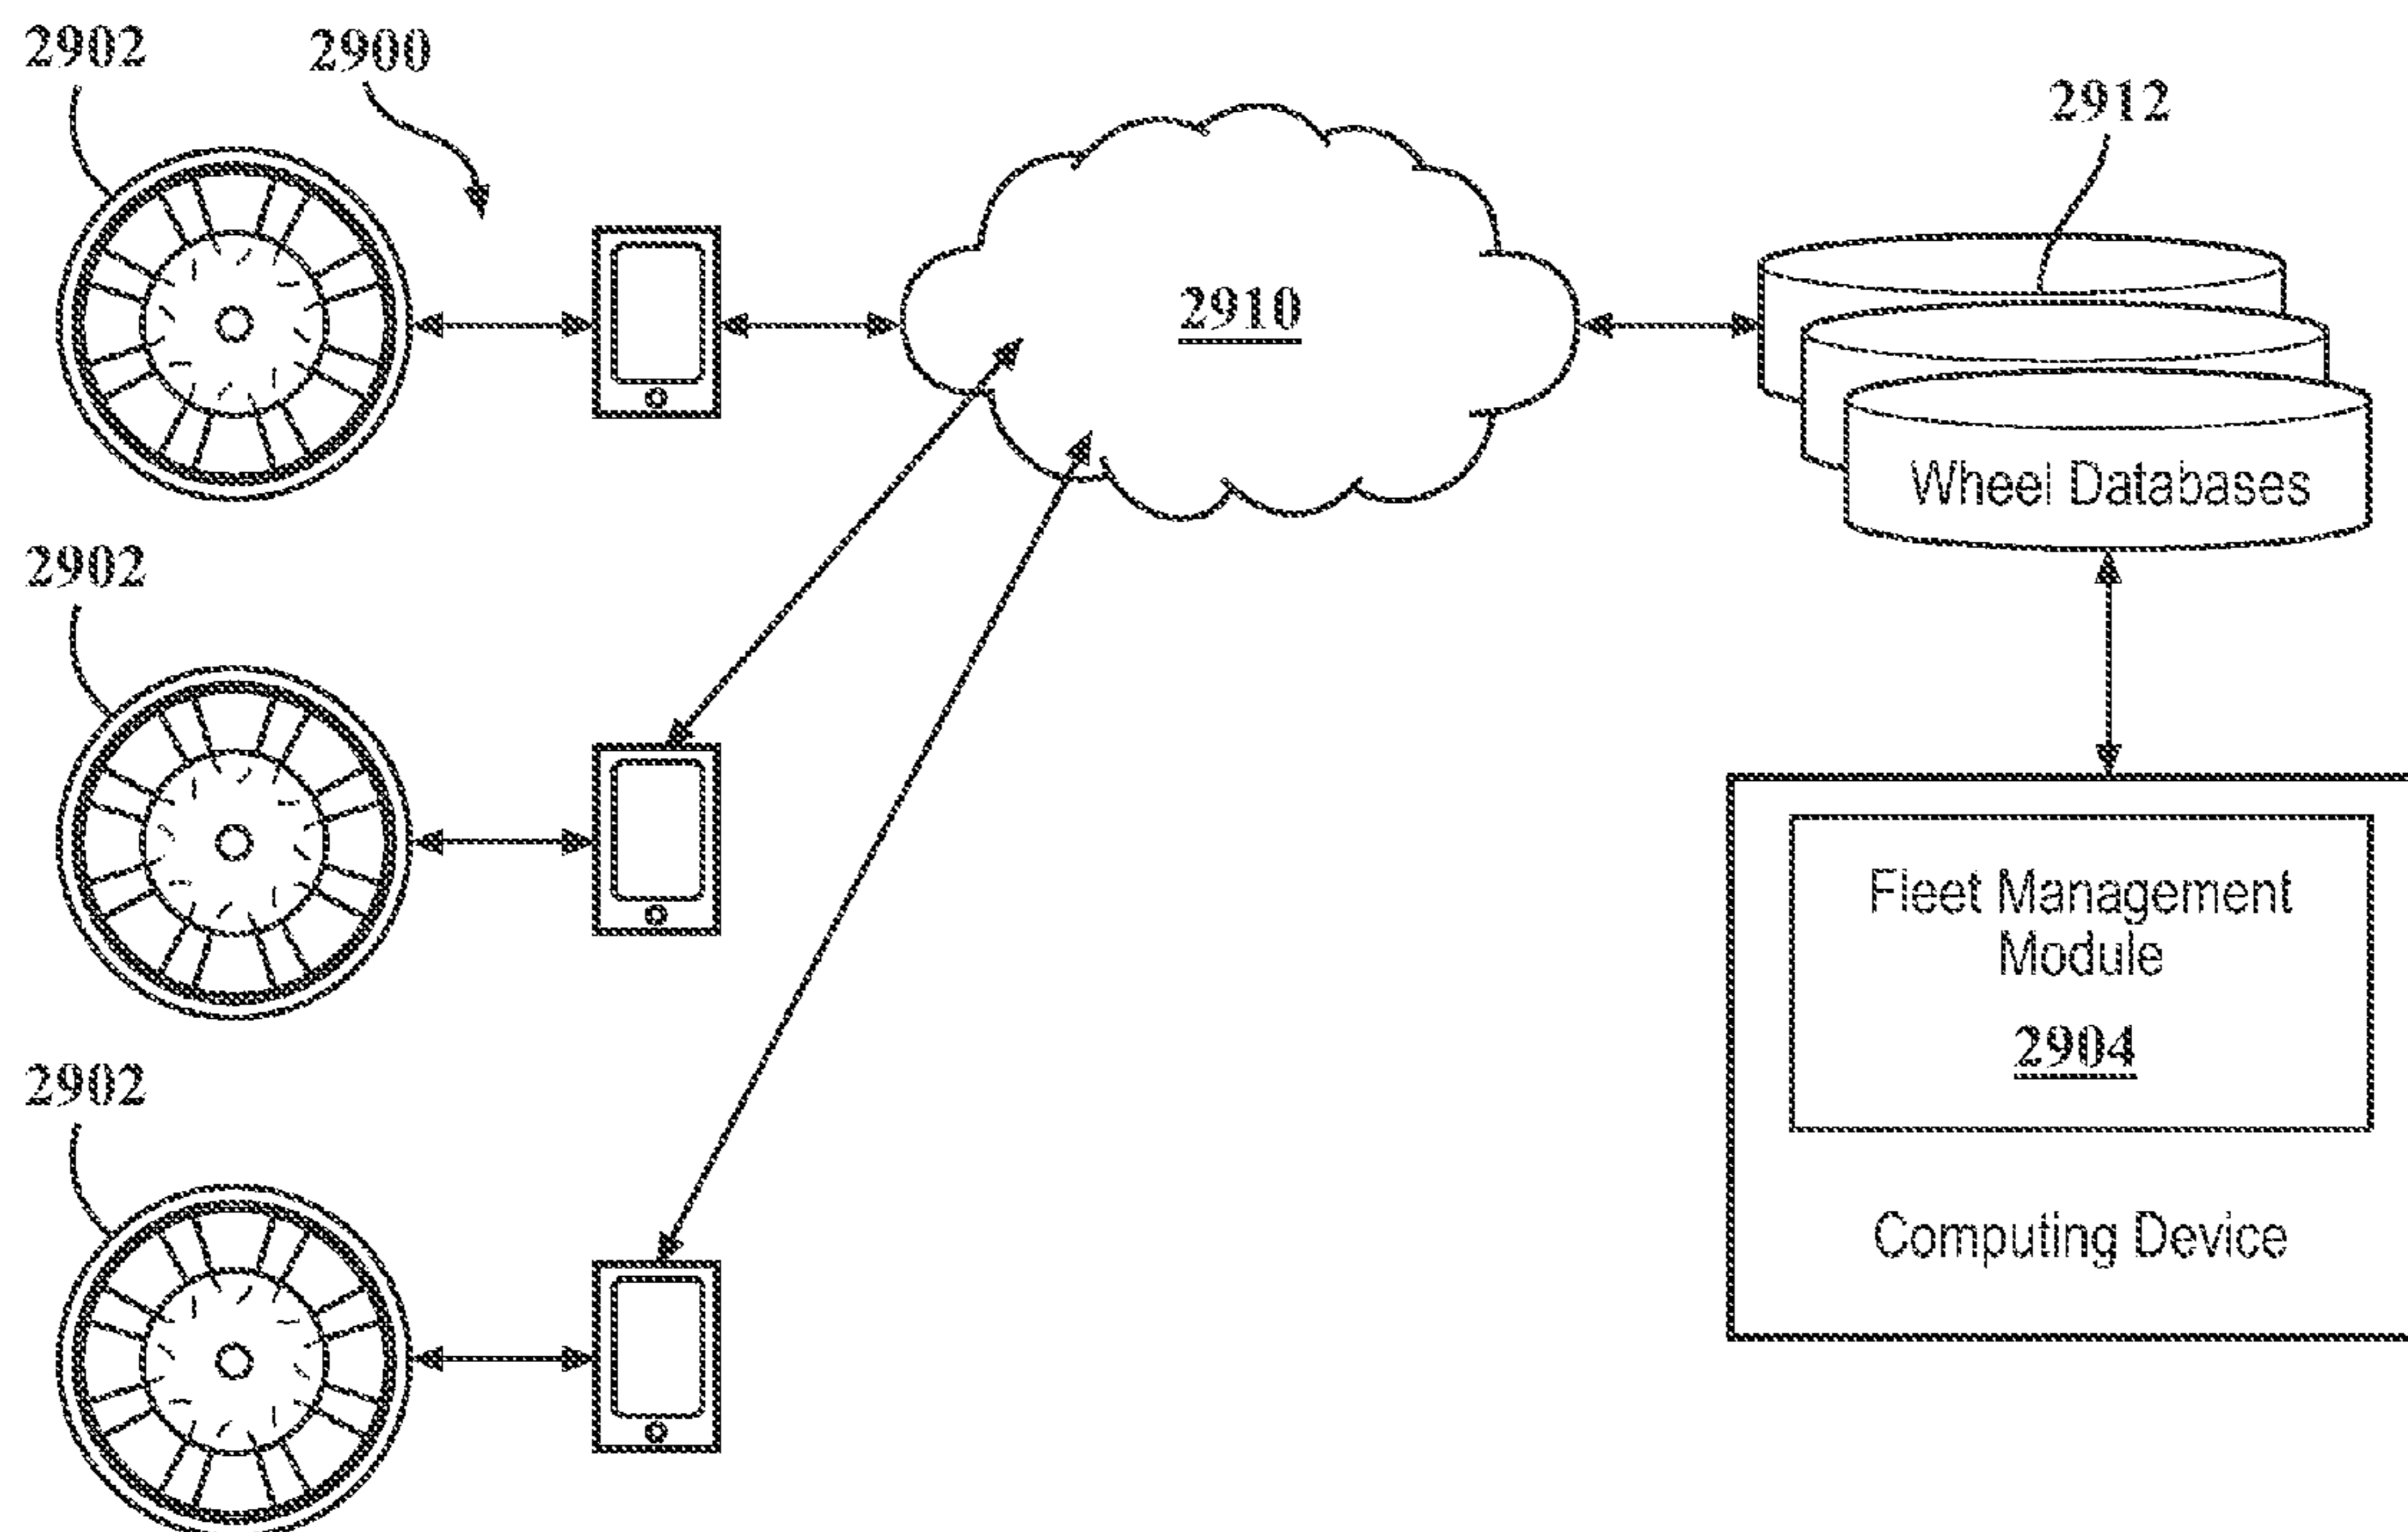 2902
2900
2912
2910
Wheel Databases
2902
Fleet Management
Module
2904
2902
Computing Device